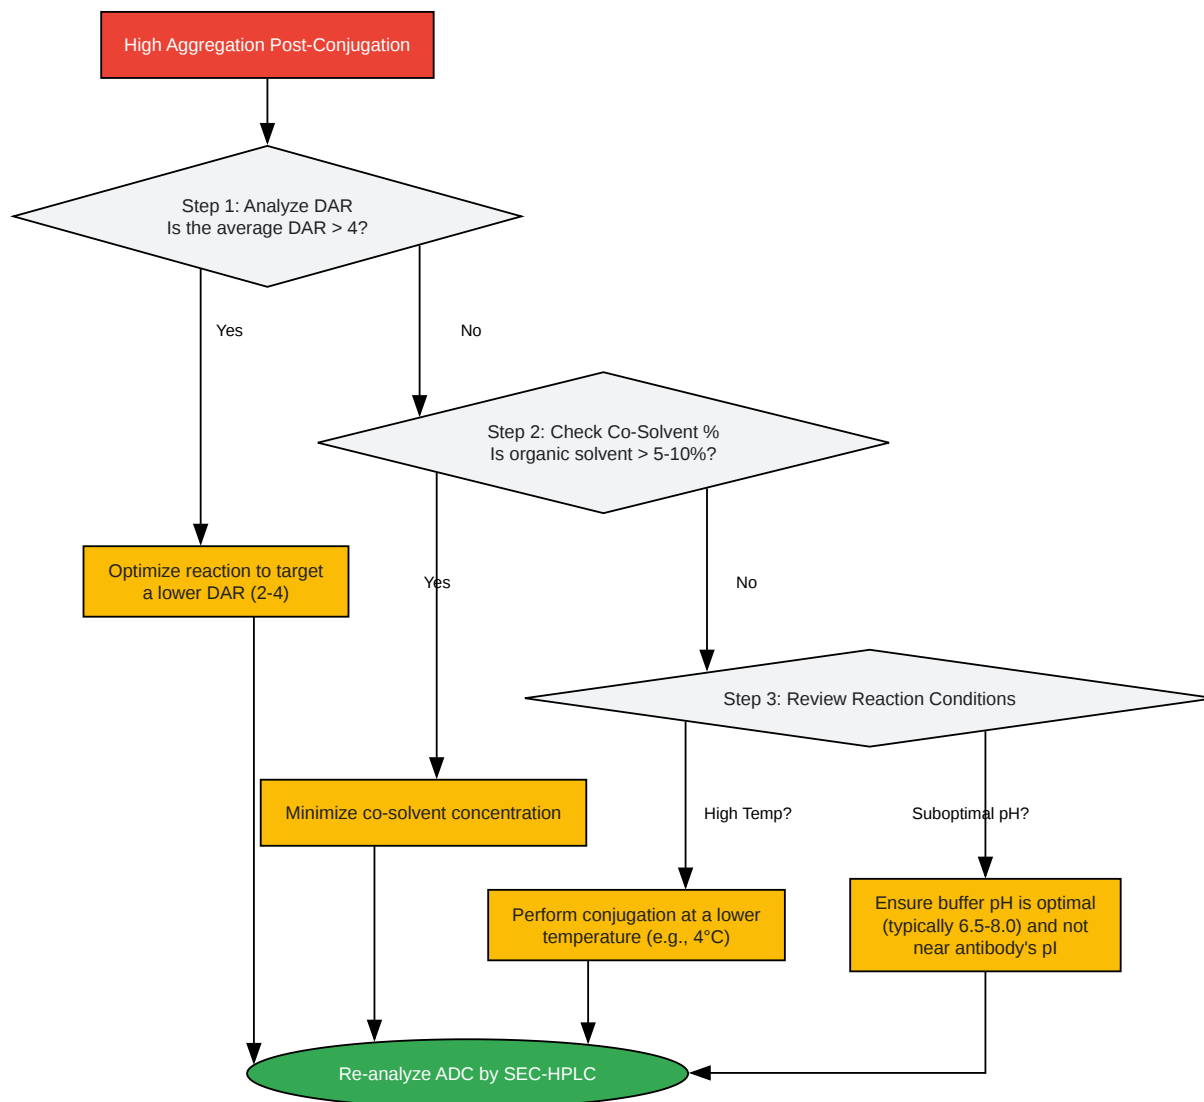 High Aggregation Post-Conjugation
Step 1: Analyze DAR
Is the average DAR > 4?
Yes
No
Step 2: Check Co-Solvent %
Is organic solvent > 5-10%?
Optimize reaction to target
a lower DAR (2-4)
Yes
No
Step 3: Review Reaction Conditions
Minimize co-solvent concentration
High Temp?
Suboptimal pH?
Perform conjugation at a lower
temperature (e.g., 4°C)
Ensure buffer pH is optimal
(typically 6.5-8.0) and not
near antibody's pI
Re-analyze ADC by SEC-HPLC